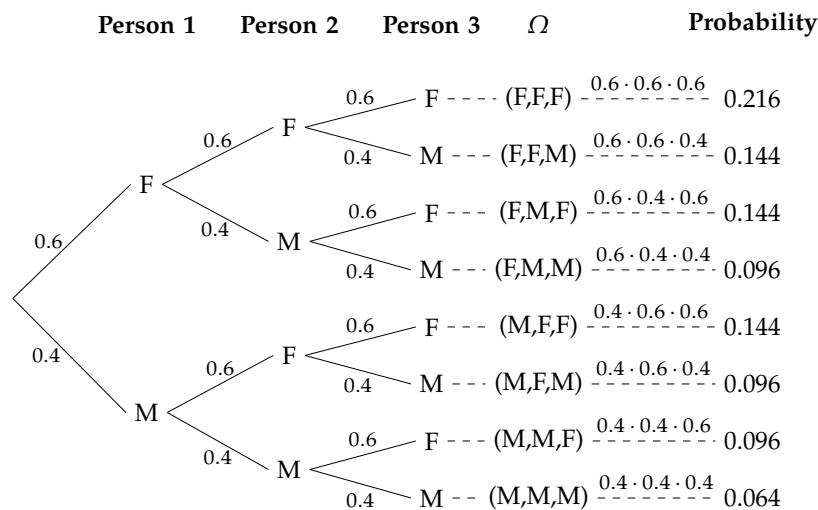 Person 1 Person 2 Person 3 Ω Probability
0.6 F (F,F,F) 0.6 · 0.6 · 0.6 0.216
0.6 F
0.4 M (F,F,M) 0.6 · 0.6 · 0.4 0.144
F
0.6 F (F,M,F) 0.6 · 0.4 · 0.6 0.144
0.6 0.4 M
0.4 M (F,M,M) 0.6 · 0.4 · 0.4 0.096
0.6 F (M,F,F) 0.4 · 0.6 · 0.6 0.144
0.4 0.6 F
0.4 M (M,F,M) 0.4 · 0.6 · 0.4 0.096
M
0.6 F (M,M,F) 0.4 · 0.4 · 0.6 0.096
0.4 M
0.4 M (M,M,M) 0.4 · 0.4 · 0.4 0.064